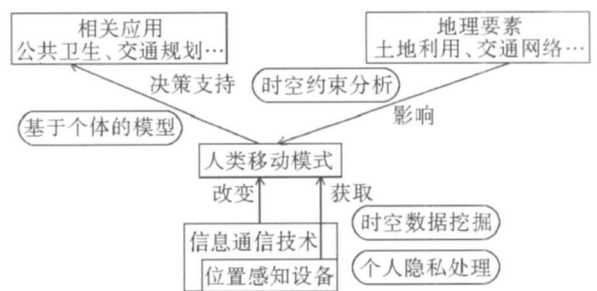 相关应用
公共卫生、交通规划…
地理要素
土地利用、交通网络…
决策支持
时空约束分析
基于个体的模型
影响
人类移动模式
改变
获取
时空数据挖掘
信息通信技术
位置感知设备
个人隐私处理